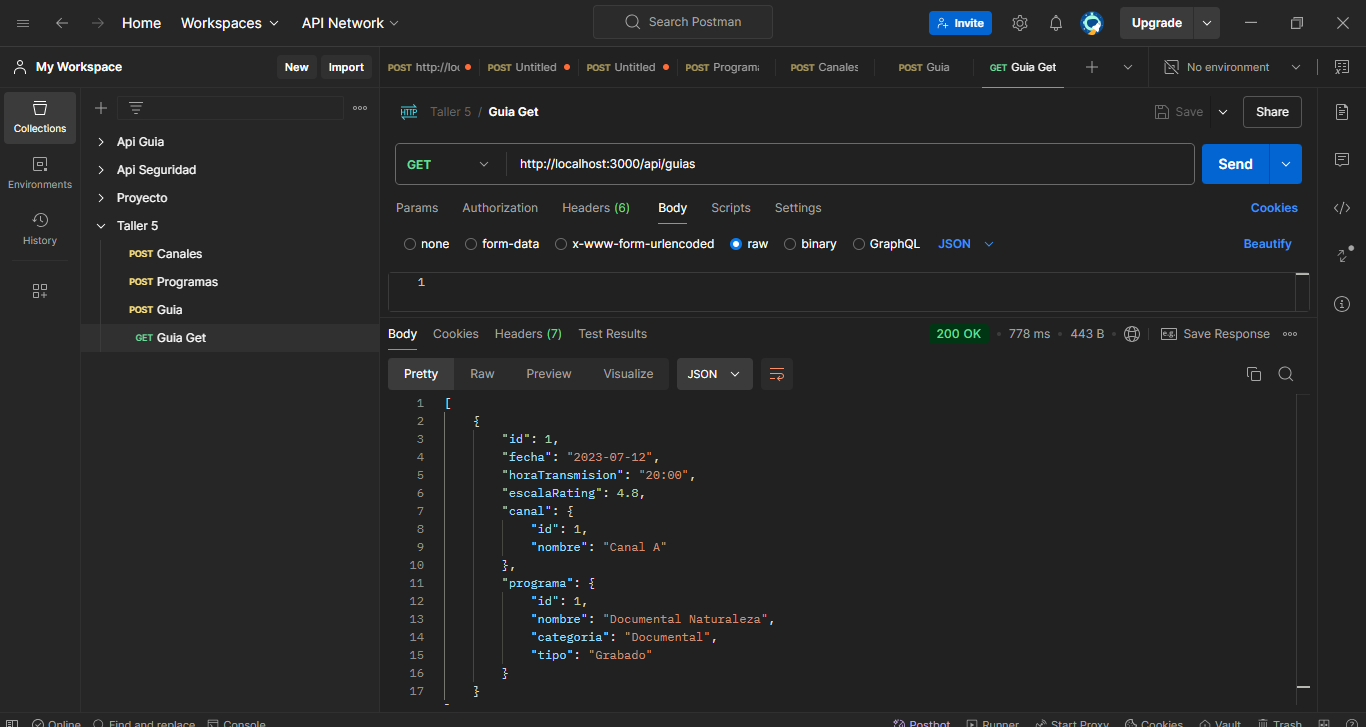 Home Workspaces API Network Search Postman Invite Upgrade
My Workspace New Import POST http://loc POST Untitled POST Untitled POST Programa POST Canales POST Guia GET Guia Get No environment
Collections
Environments
History
Api Guia
Api Seguridad
Proyecto
Taller 5
POST Canales
POST Programas
POST Guia
GET Guia Get
HTTP Taller 5 / Guia Get Save Share
GET http://localhost:3000/api/guias Send
Params Authorization Headers (6) Body Scripts Settings Cookies
none form-data x-www-form-urlencoded raw binary GraphQL JSON Beautify
1
Body Cookies Headers (7) Test Results 200 OK 778 ms 443 B e.g. Save Response
Pretty Raw Preview Visualize JSON
1 [
2 {
3 "id": 1,
4 "fecha": "2023-07-12",
5 "horaTransmision": "20:00",
6 "escalaRating": 4.8,
7 "canal": {
8 "id": 1,
9 "nombre": "Canal A"
10 },
11 "programa": {
12 "id": 1,
13 "nombre": "Documental Naturaleza",
14 "categoria": "Documental",
15 "tipo": "Grabado"
16 }
17 }
Online Find and replace Console Postbot Runner Start Proxy Cookies Vault Trash